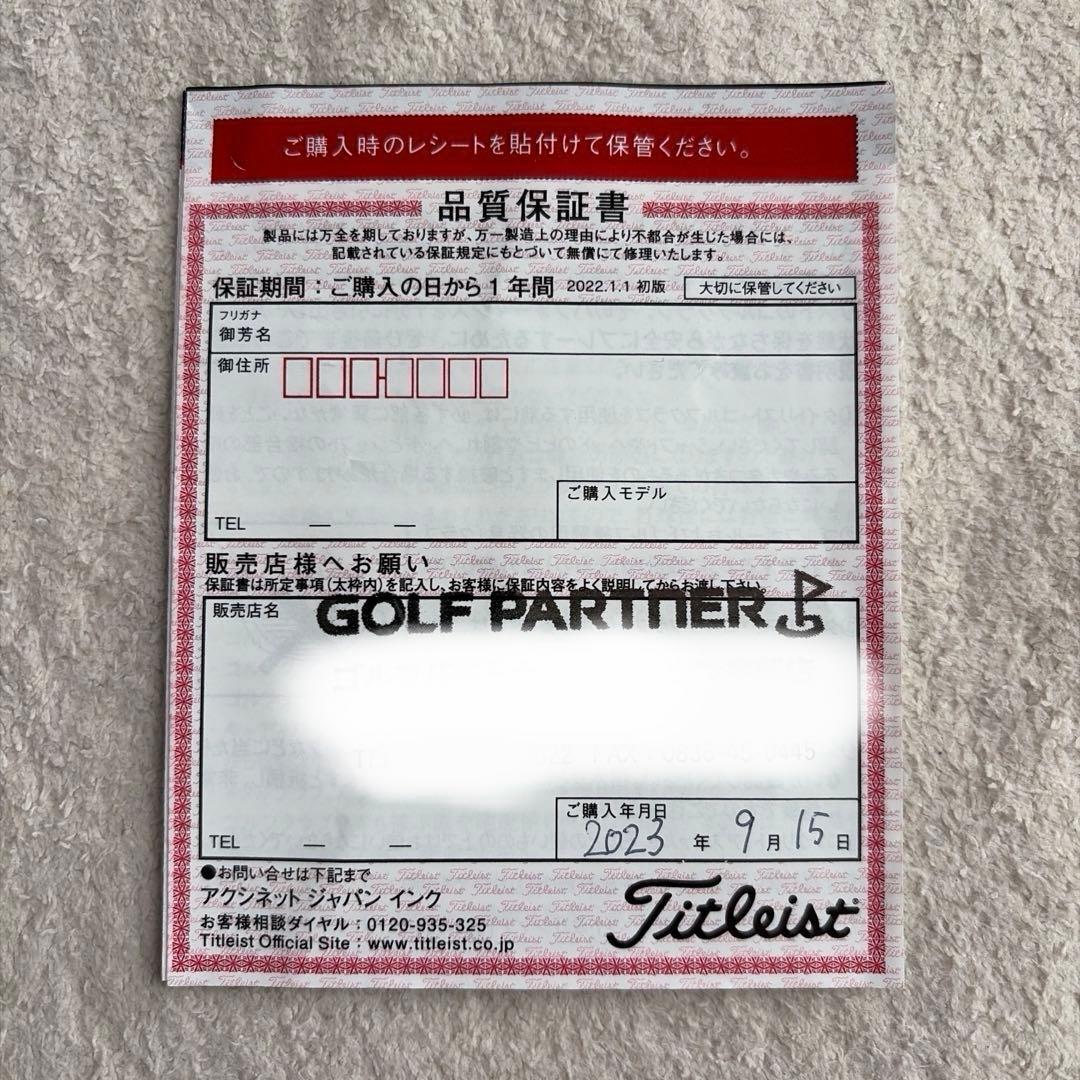 ご購入時のレシートを貼付けて保管ください。
品質保証書
製品には万全を期しておりますが、万一製造上の理由により不都合が生じた場合には、
記載されている保証規定にもとづいて無償にて修理いたします。
保証期間：ご購入の日から1年間 2022.1.1 初版 大切に保管してください
フリガナ
御芳名
御住所
ご購入モデル
TEL — —
販売店様へお願い
保証書は所定事項(太枠内)を記入し、お客様に保証内容をよく説明してからお渡し下さい。
販売店名 GOLF PARTNER
22 FAX 0836-45-0445
ご購入年月日
2023 年 9 月 15 日
TEL — —
●お問い合せは下記まで
アクシネット ジャパン インク
お客様相談ダイヤル：0120-935-325
Titleist Official Site：www.titleist.co.jp
Titleist